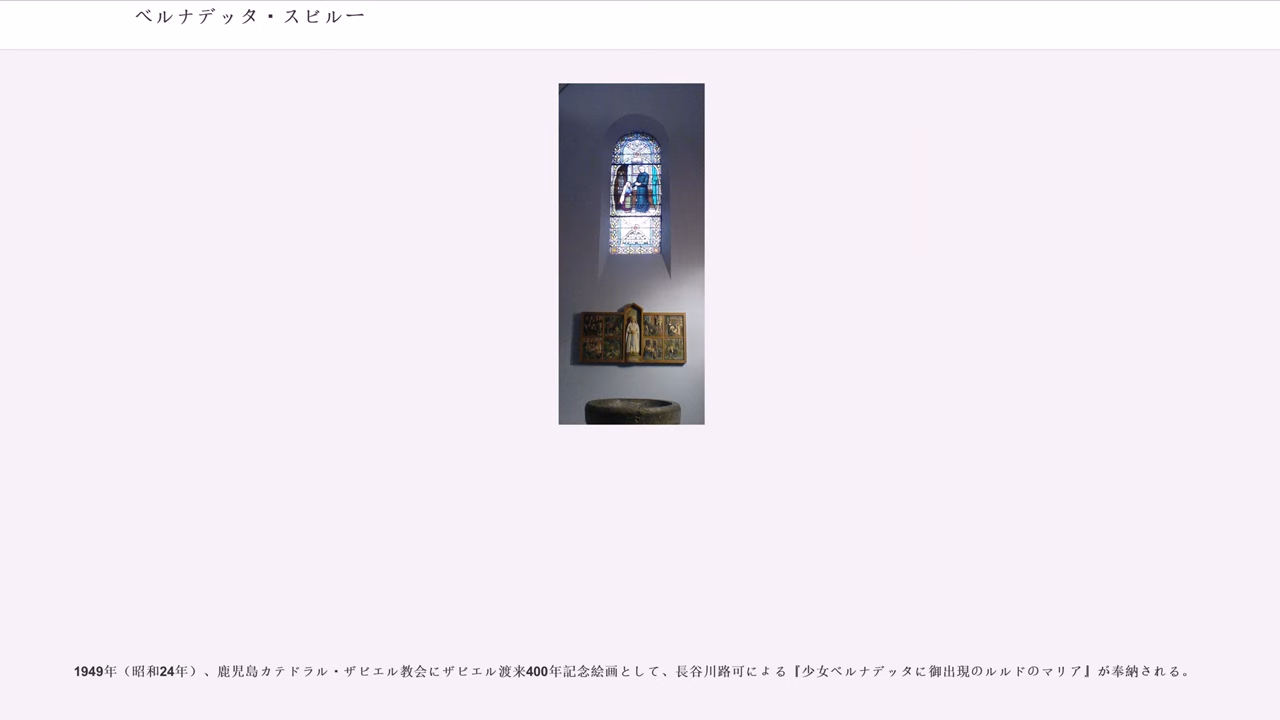 ベルナデッタ・スビルー
1949年（昭和24年）、鹿児島カテドラル・ザビエル教会にザビエル渡来400年記念絵画として、長谷川路可による『少女ベルナデッタに御出現のルルドのマリア』が奉納される。